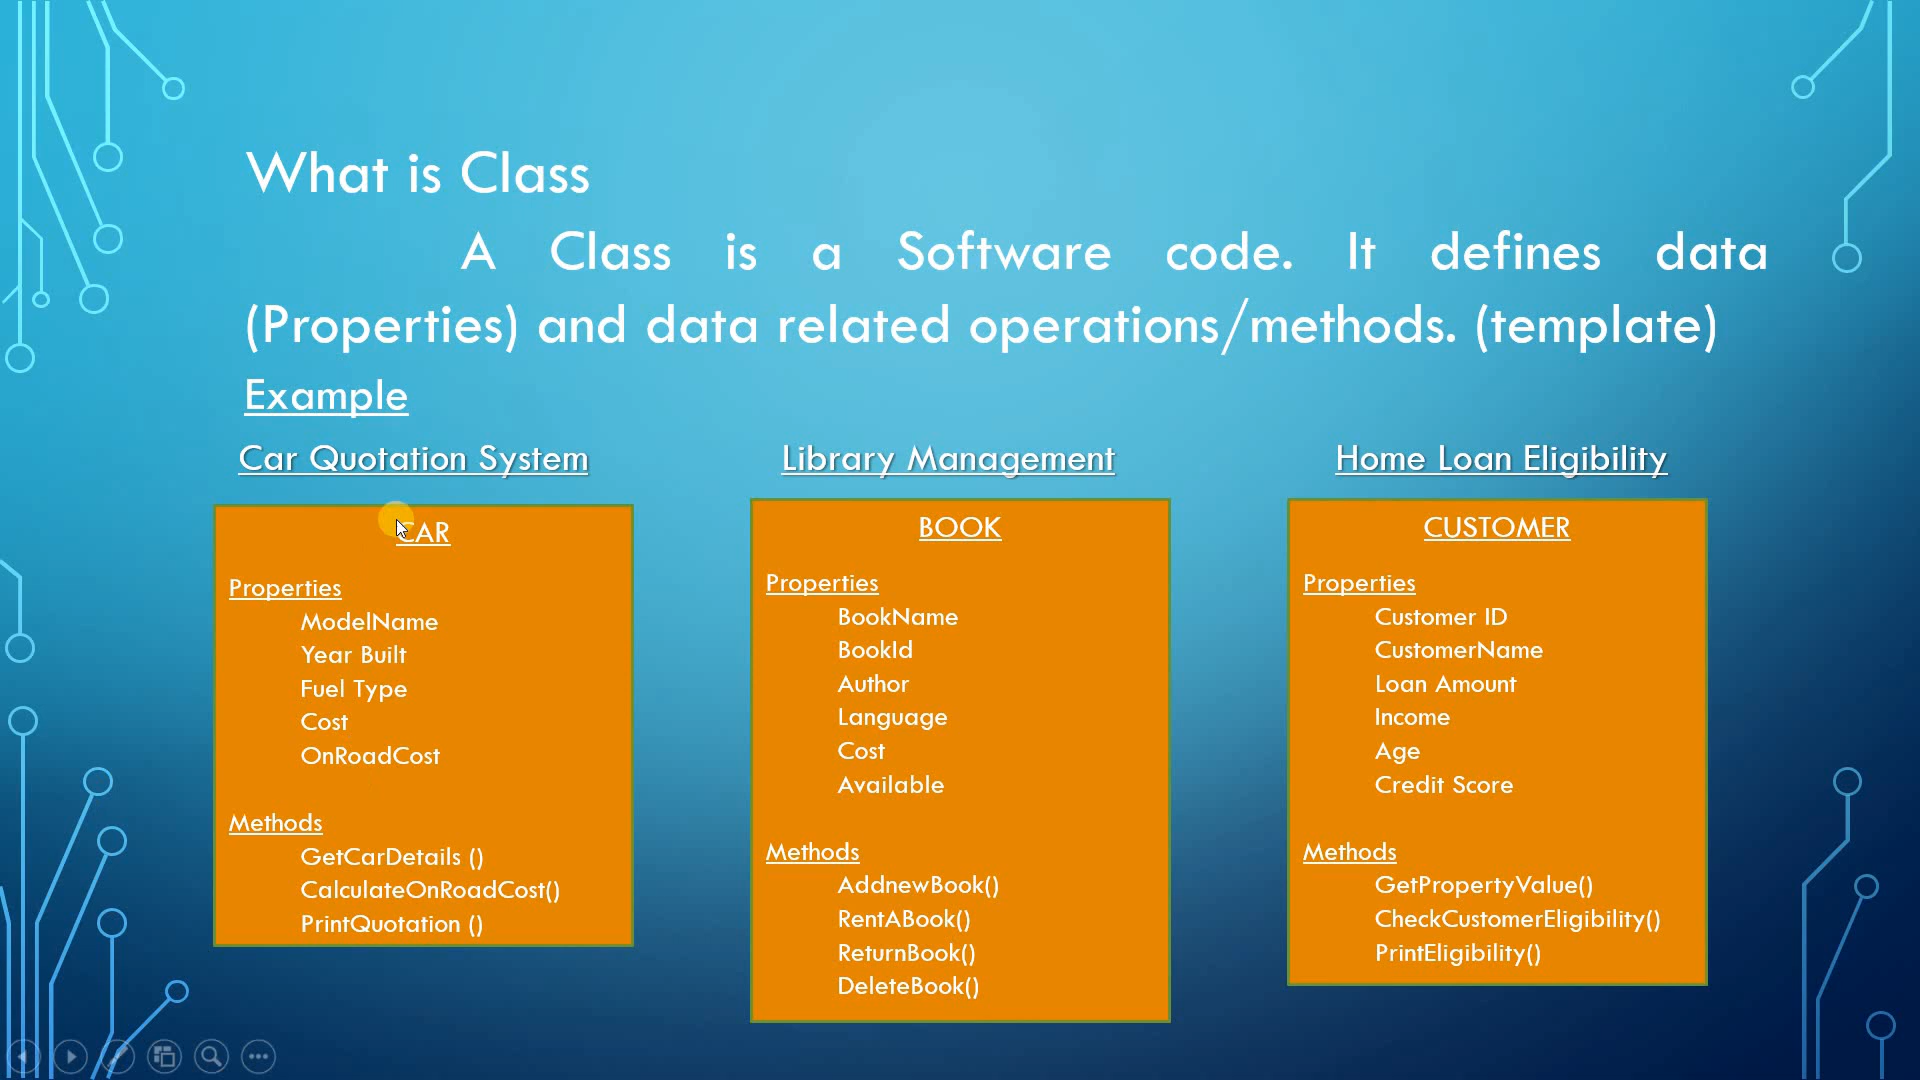 What is Class
A Class is a Software code. It defines data
(Properties) and data related operations/methods. (template)
Example
Car Quotation System
CAR
Properties
ModelName
Year Built
Fuel Type
Cost
OnRoadCost
Methods
GetCarDetails ()
CalculateOnRoadCost()
PrintQuotation ()
Library Management
BOOK
Properties
BookName
BookId
Author
Language
Cost
Available
Methods
AddnewBook()
RentABook()
ReturnBook()
DeleteBook()
Home Loan Eligibility
CUSTOMER
Properties
Customer ID
CustomerName
Loan Amount
Income
Age
Credit Score
Methods
GetPropertyValue()
CheckCustomerEligibility()
PrintEligibility()